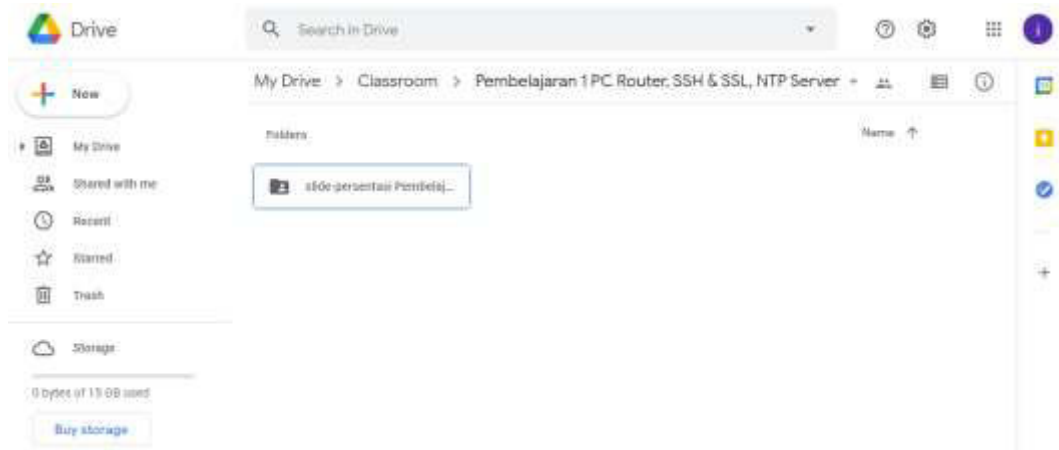 Drive
Search in Drive
New
My Drive > Classroom > Pembelajaran 1 PC Router, SSH & SSL, NTP Server
My Drive
Shared with me
Recent
Starred
Trash
Storage
0 bytes of 15 GB used
Buy storage
Folders
Name
slide-persentasi Pembelaj...
i